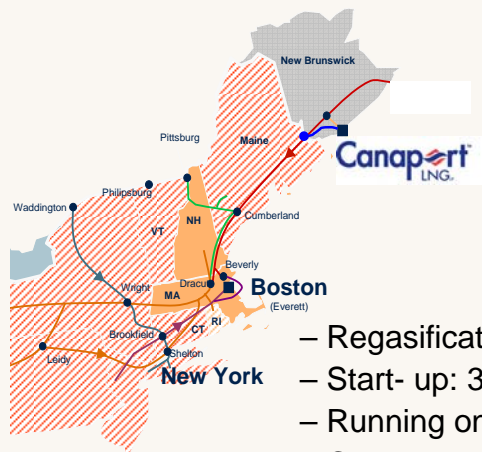 New Brunswick
Pittsburg
Maine
Canaport
LNG™
Philipsburg
Waddington
NH
Cumberland
VT
Beverly
Wright
Dracut
Boston
MA
(Everett)
RI
Brookfield
CT
Leidy
Shelton
New York
– Regasificat
– Start- up: 3
– Running on